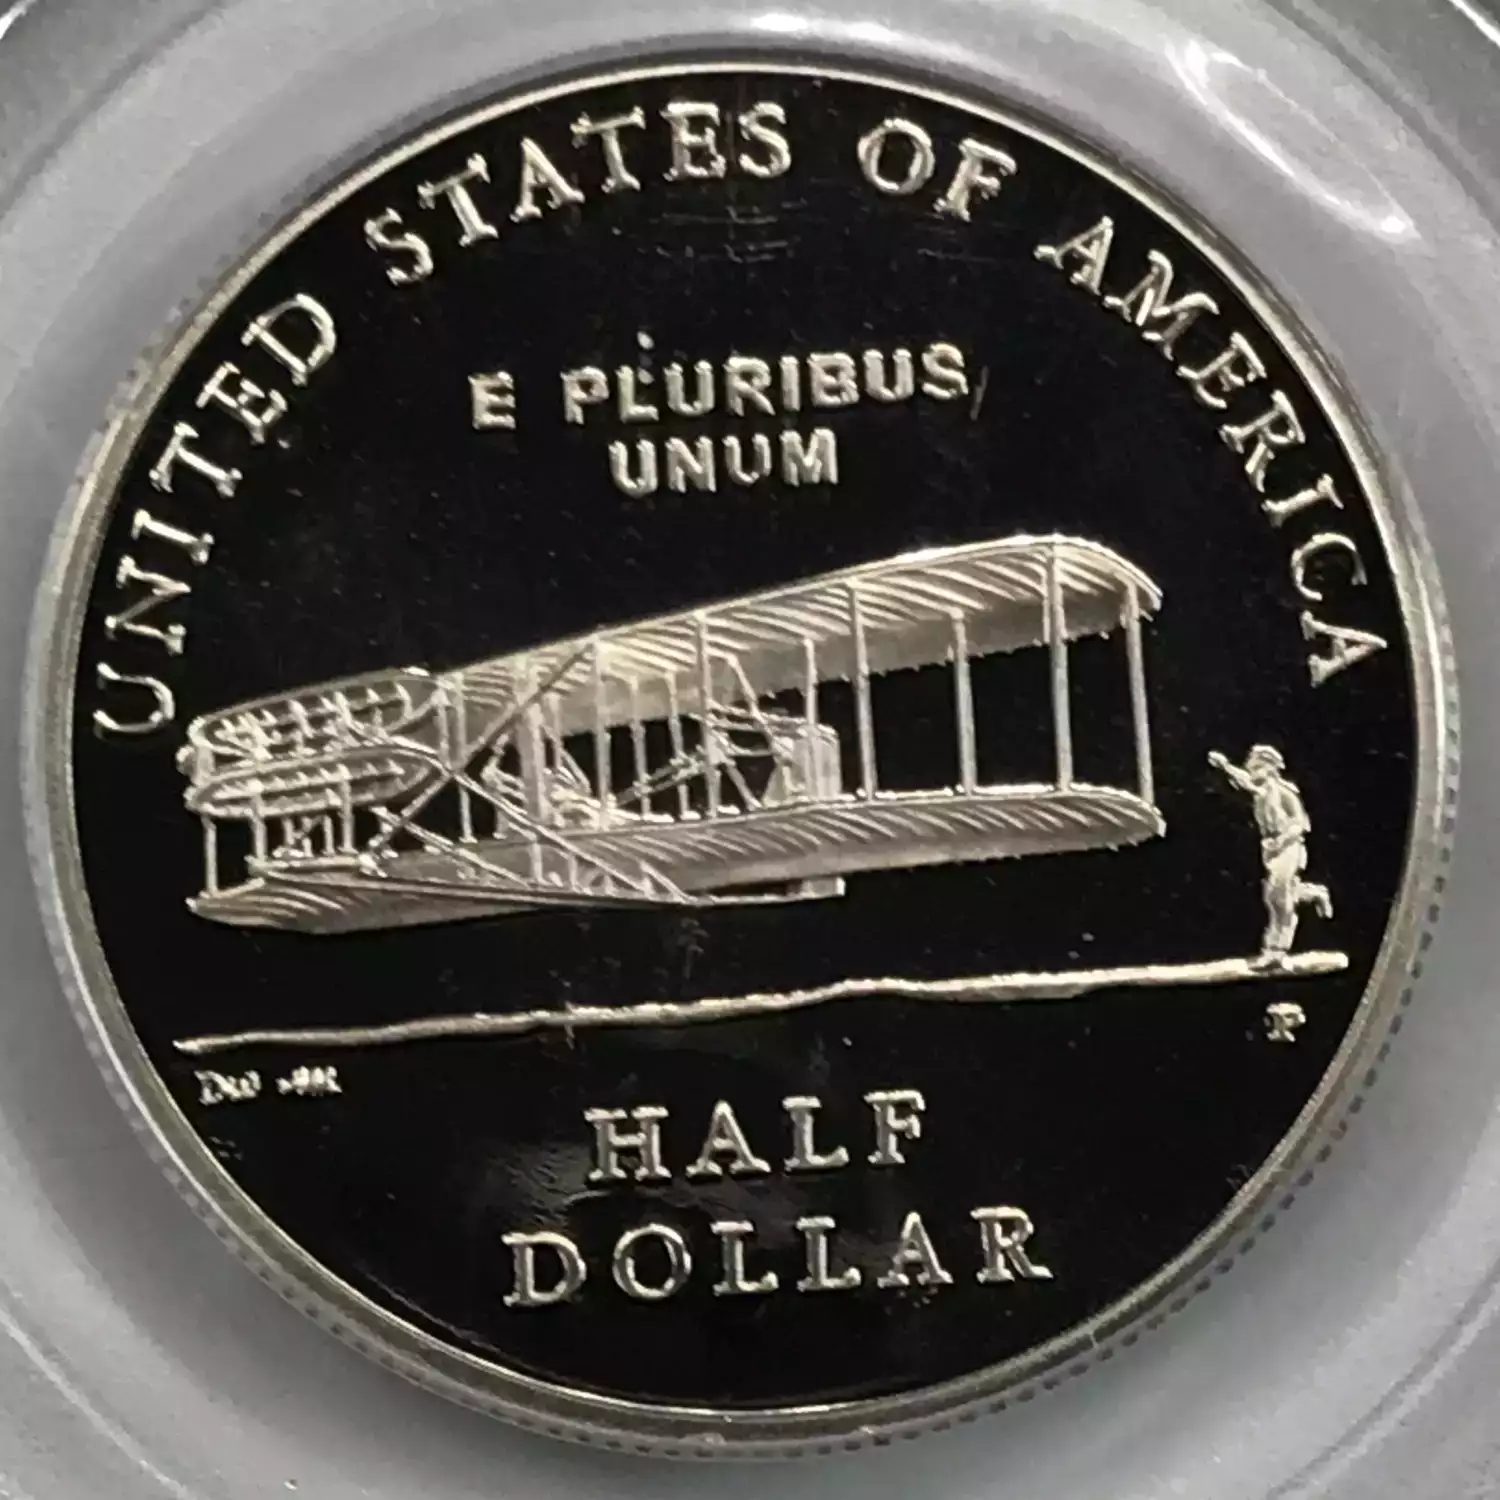 UNITED STATES OF AMERICA
E PLURIBUS
UNUM
P
HALF
DOLLAR